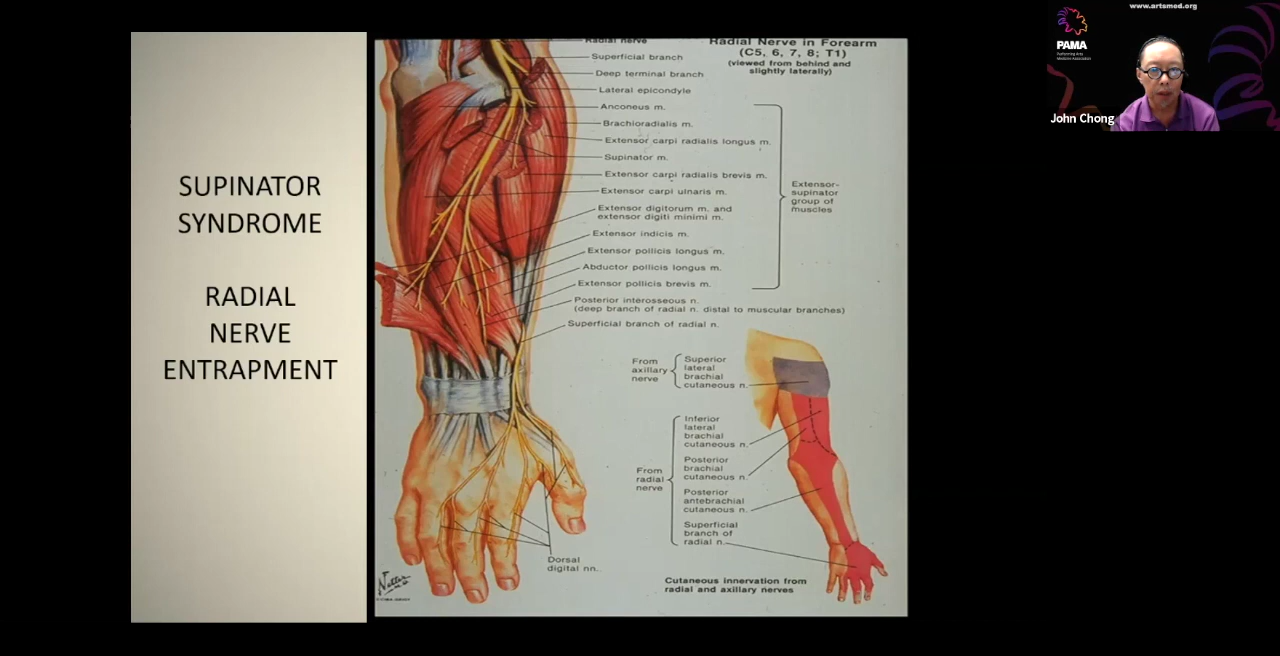 www.artsmed.org
PAMA
John Chong
SUPINATOR
SYNDROME
RADIAL
NERVE
ENTRAPMENT
Radial Nerve in Forearm
(C5, 6, 7, 8; T1)
(viewed from behind and
slightly laterally)
Radial nerve
Superficial branch
Deep terminal branch
Lateral epicondyle
Anconeus m.
Brachioradialis m.
Extensor carpi radialis longus m.
Supinator m.
Extensor carpi radialis brevis m.
Extensor carpi ulnaris m.
Extensor digitorum m. and
extensor digiti minimi m.
Extensor indicis m.
Extensor pollicis longus m.
Abductor pollicis longus m.
Extensor pollicis brevis m.
Extensor-
supinator
group of
muscles
Posterior interosseous n.
(deep branch of radial n. distal to muscular branches)
Superficial branch of radial n.
From
axillary
nerve
Superior
lateral
brachial
cutaneous n.
From
radial
nerve
Inferior
lateral
brachial
cutaneous n.
Posterior
brachial
cutaneous n.
Posterior
antebrachial
cutaneous n.
Superficial
branch of
radial n.
Dorsal
digital nn.
Cutaneous innervation from
radial and axillary nerves
Netter